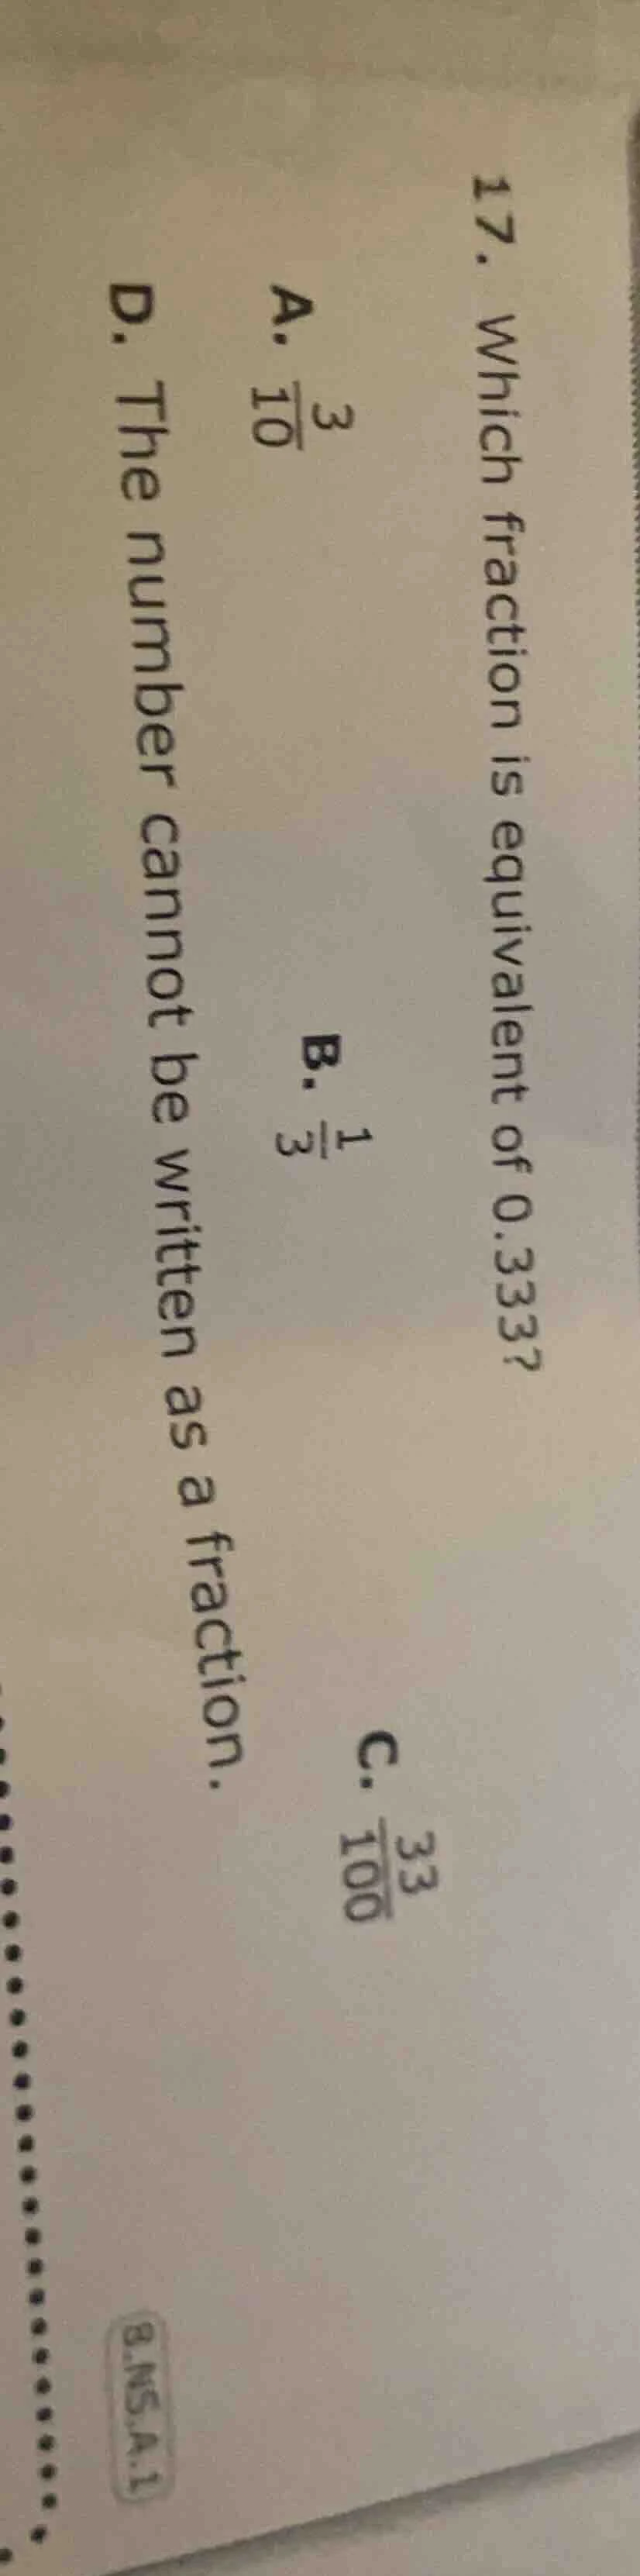 17. Which fraction is equivalent of 0.333?
A. 3/10 B. 1/3 C. 33/100
D. The number cannot be written as a fraction.
8.NS.A.1